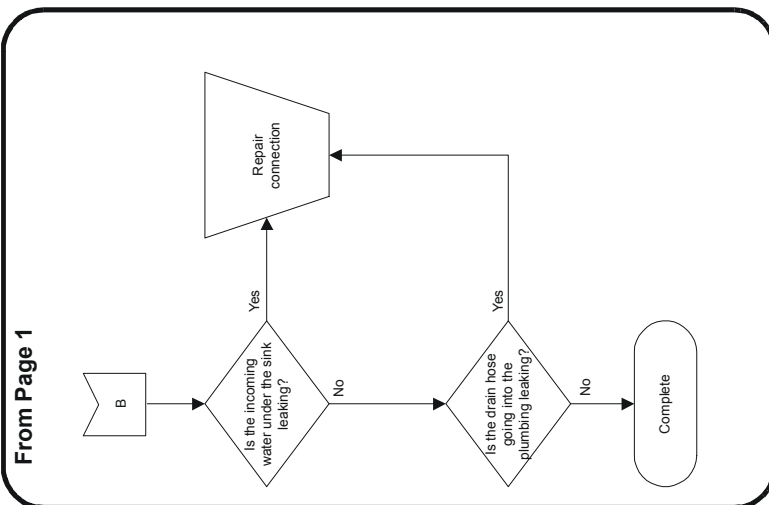 From Page 1
B
Is the incoming
water under the sink
leaking?
Yes
Repair
connection
No
Is the drain hose
going into the
plumbing leaking?
Yes
No
Complete